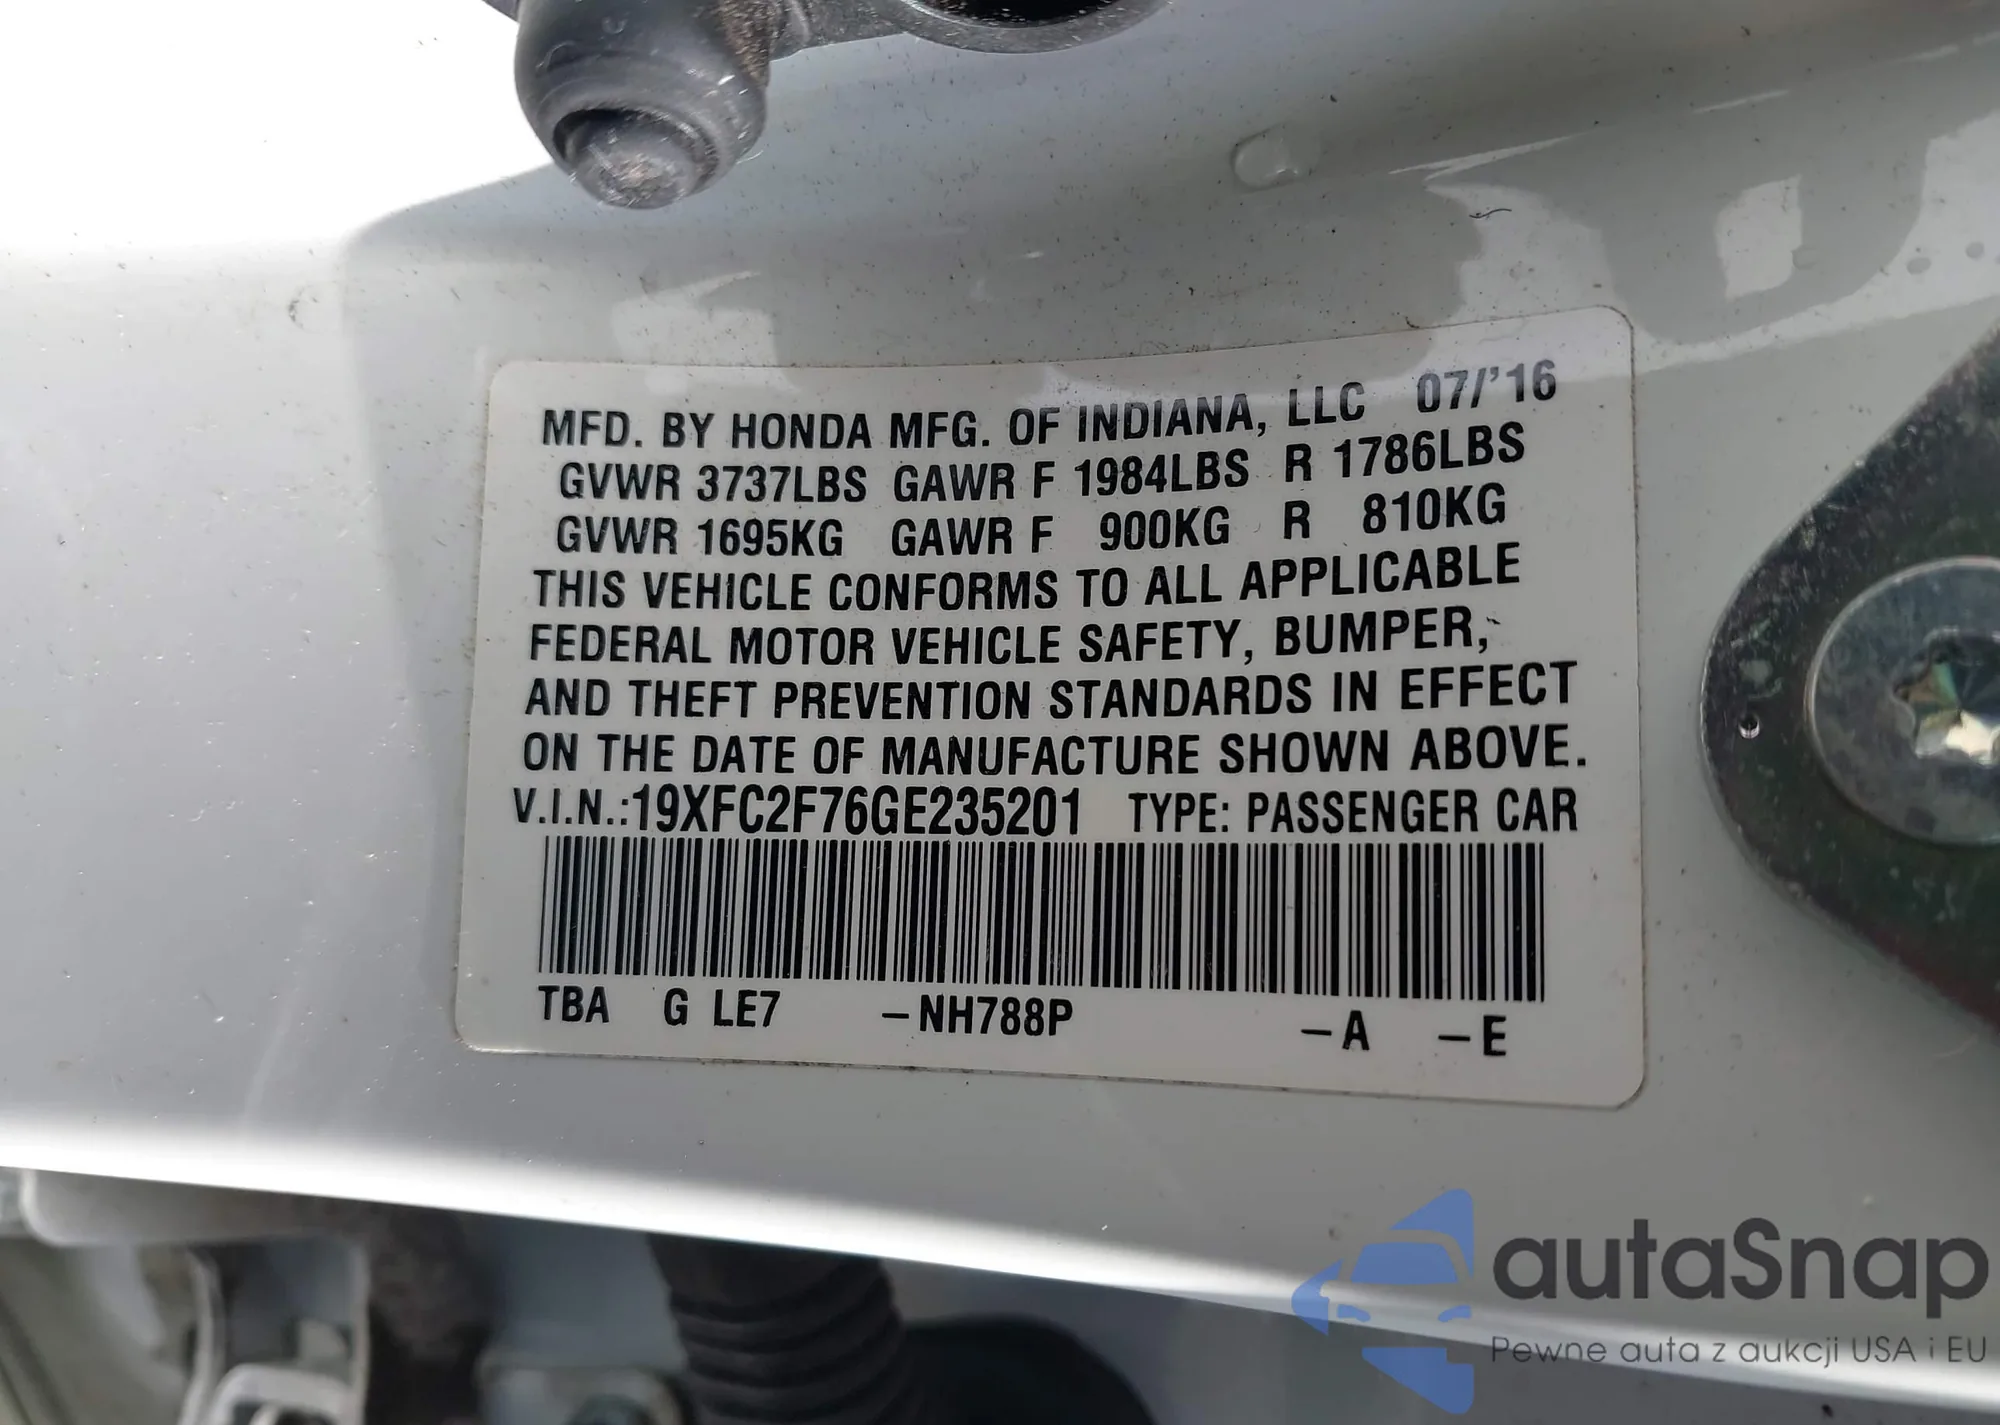 MFD. BY HONDA MFG. OF INDIANA, LLC 07/'16
GVWR 3737LBS GAWR F 1984LBS R 1786LBS
GVWR 1695KG GAWR F 900KG R 810KG
THIS VEHICLE CONFORMS TO ALL APPLICABLE
FEDERAL MOTOR VEHICLE SAFETY, BUMPER,
AND THEFT PREVENTION STANDARDS IN EFFECT
ON THE DATE OF MANUFACTURE SHOWN ABOVE.
V.I.N.:19XFC2F76GE235201 TYPE: PASSENGER CAR
TBA G LE7 –NH788P –A –E
autaSnap
Pewne auta z aukcji USA i EU